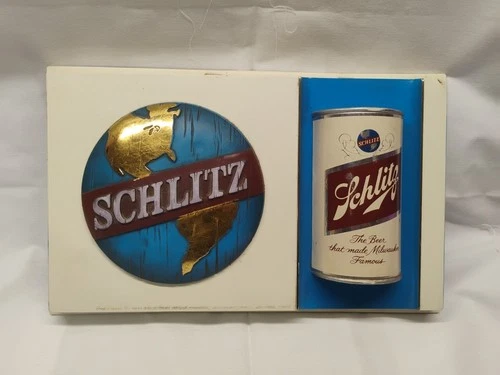 SCHLITZ
SCHLITZ
Schlitz
The Beer
that made Milwaukee
Famous